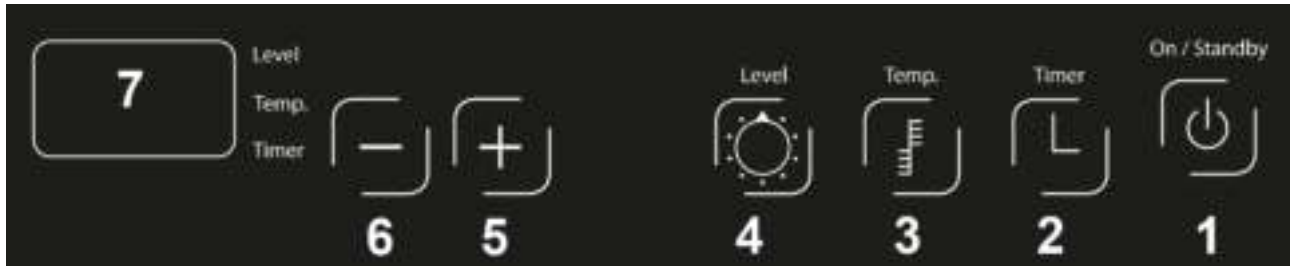 On / Standby
7
Level
Level
Temp.
Timer
Temp.
Timer
6
5
4
3
2
1